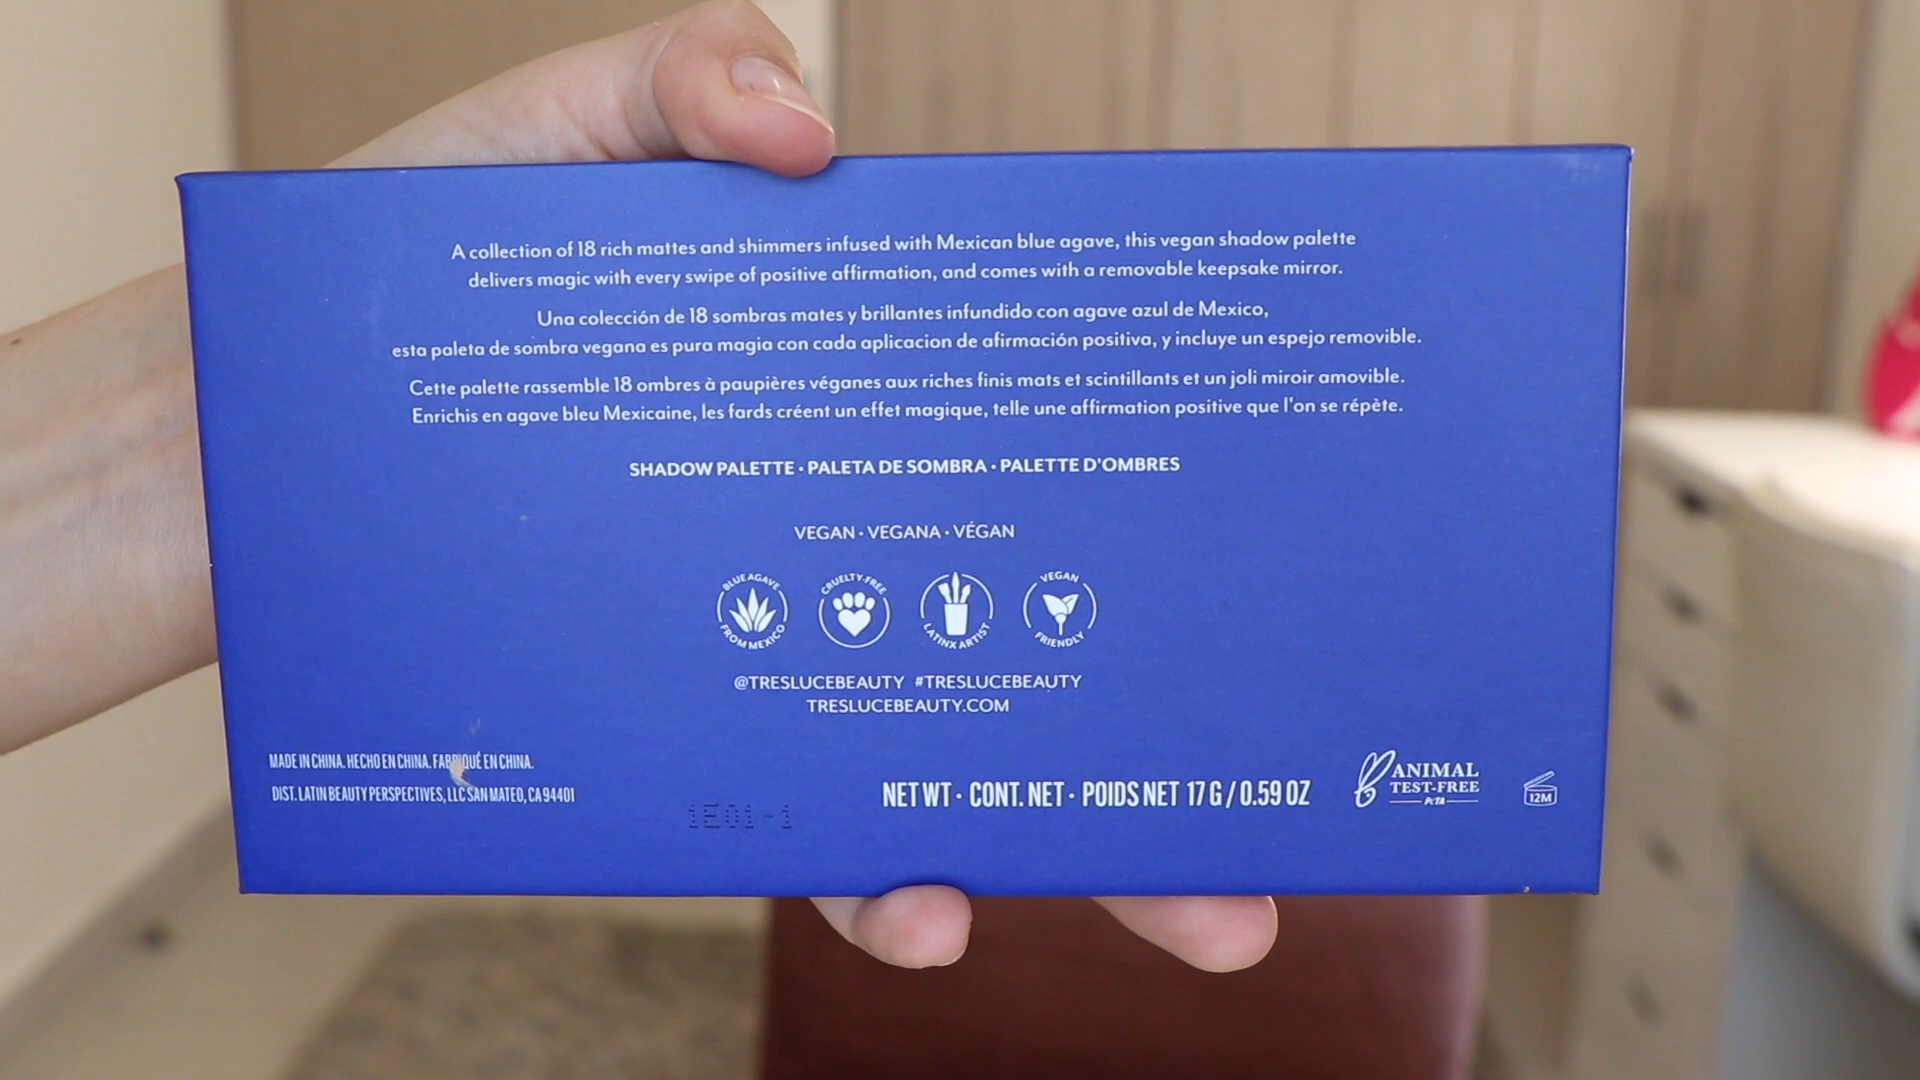 A collection of 18 rich mattes and shimmers infused with Mexican blue agave, this vegan shadow palette
delivers magic with every swipe of positive affirmation, and comes with a removable keepsake mirror.
Una colección de 18 sombras mates y brillantes infundido con agave azul de Mexico,
esta paleta de sombra vegana es pura magia con cada aplicacion de afirmación positiva, y incluye un espejo removible.
Cette palette rassemble 18 ombres à paupières véganes aux riches finis mats et scintillants et un joli miroir amovible.
Enrichis en agave bleu Mexicaine, les fards créent un effet magique, telle une affirmation positive que l'on se répète.
SHADOW PALETTE · PALETA DE SOMBRA · PALETTE D'OMBRES
VEGAN · VEGANA · VÉGAN
BLUE AGAVE FROM MEXICO
CRUELTY-FREE
LATINX ARTIST
VEGAN FRIENDLY
@TRESLUCEBEAUTY #TRESLUCEBEAUTY
TRESLUCEBEAUTY.COM
MADE IN CHINA. HECHO EN CHINA. FABRIQUÉ EN CHINA.
DIST. LATIN BEAUTY PERSPECTIVES, LLC SAN MATEO, CA 94401
1E01-1
NET WT · CONT. NET · POIDS NET 17 G / 0.59 OZ
ANIMAL
TEST-FREE
PETA
12M